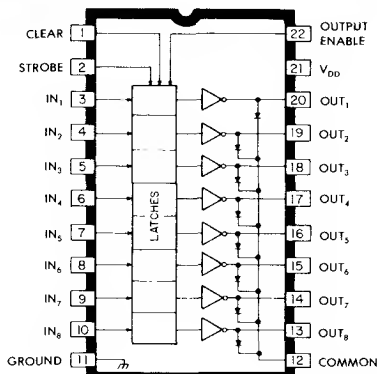 CLEAR 1 22 OUTPUT ENABLE
STROBE 2 21 VDD
IN1 3 20 OUT1
IN2 4 19 OUT2
IN3 5 18 OUT3
IN4 6 17 OUT4
IN5 7 16 OUT5
IN6 8 15 OUT6
IN7 9 14 OUT7
IN8 10 13 OUT8
GROUND 11 12 COMMON
LATCHES